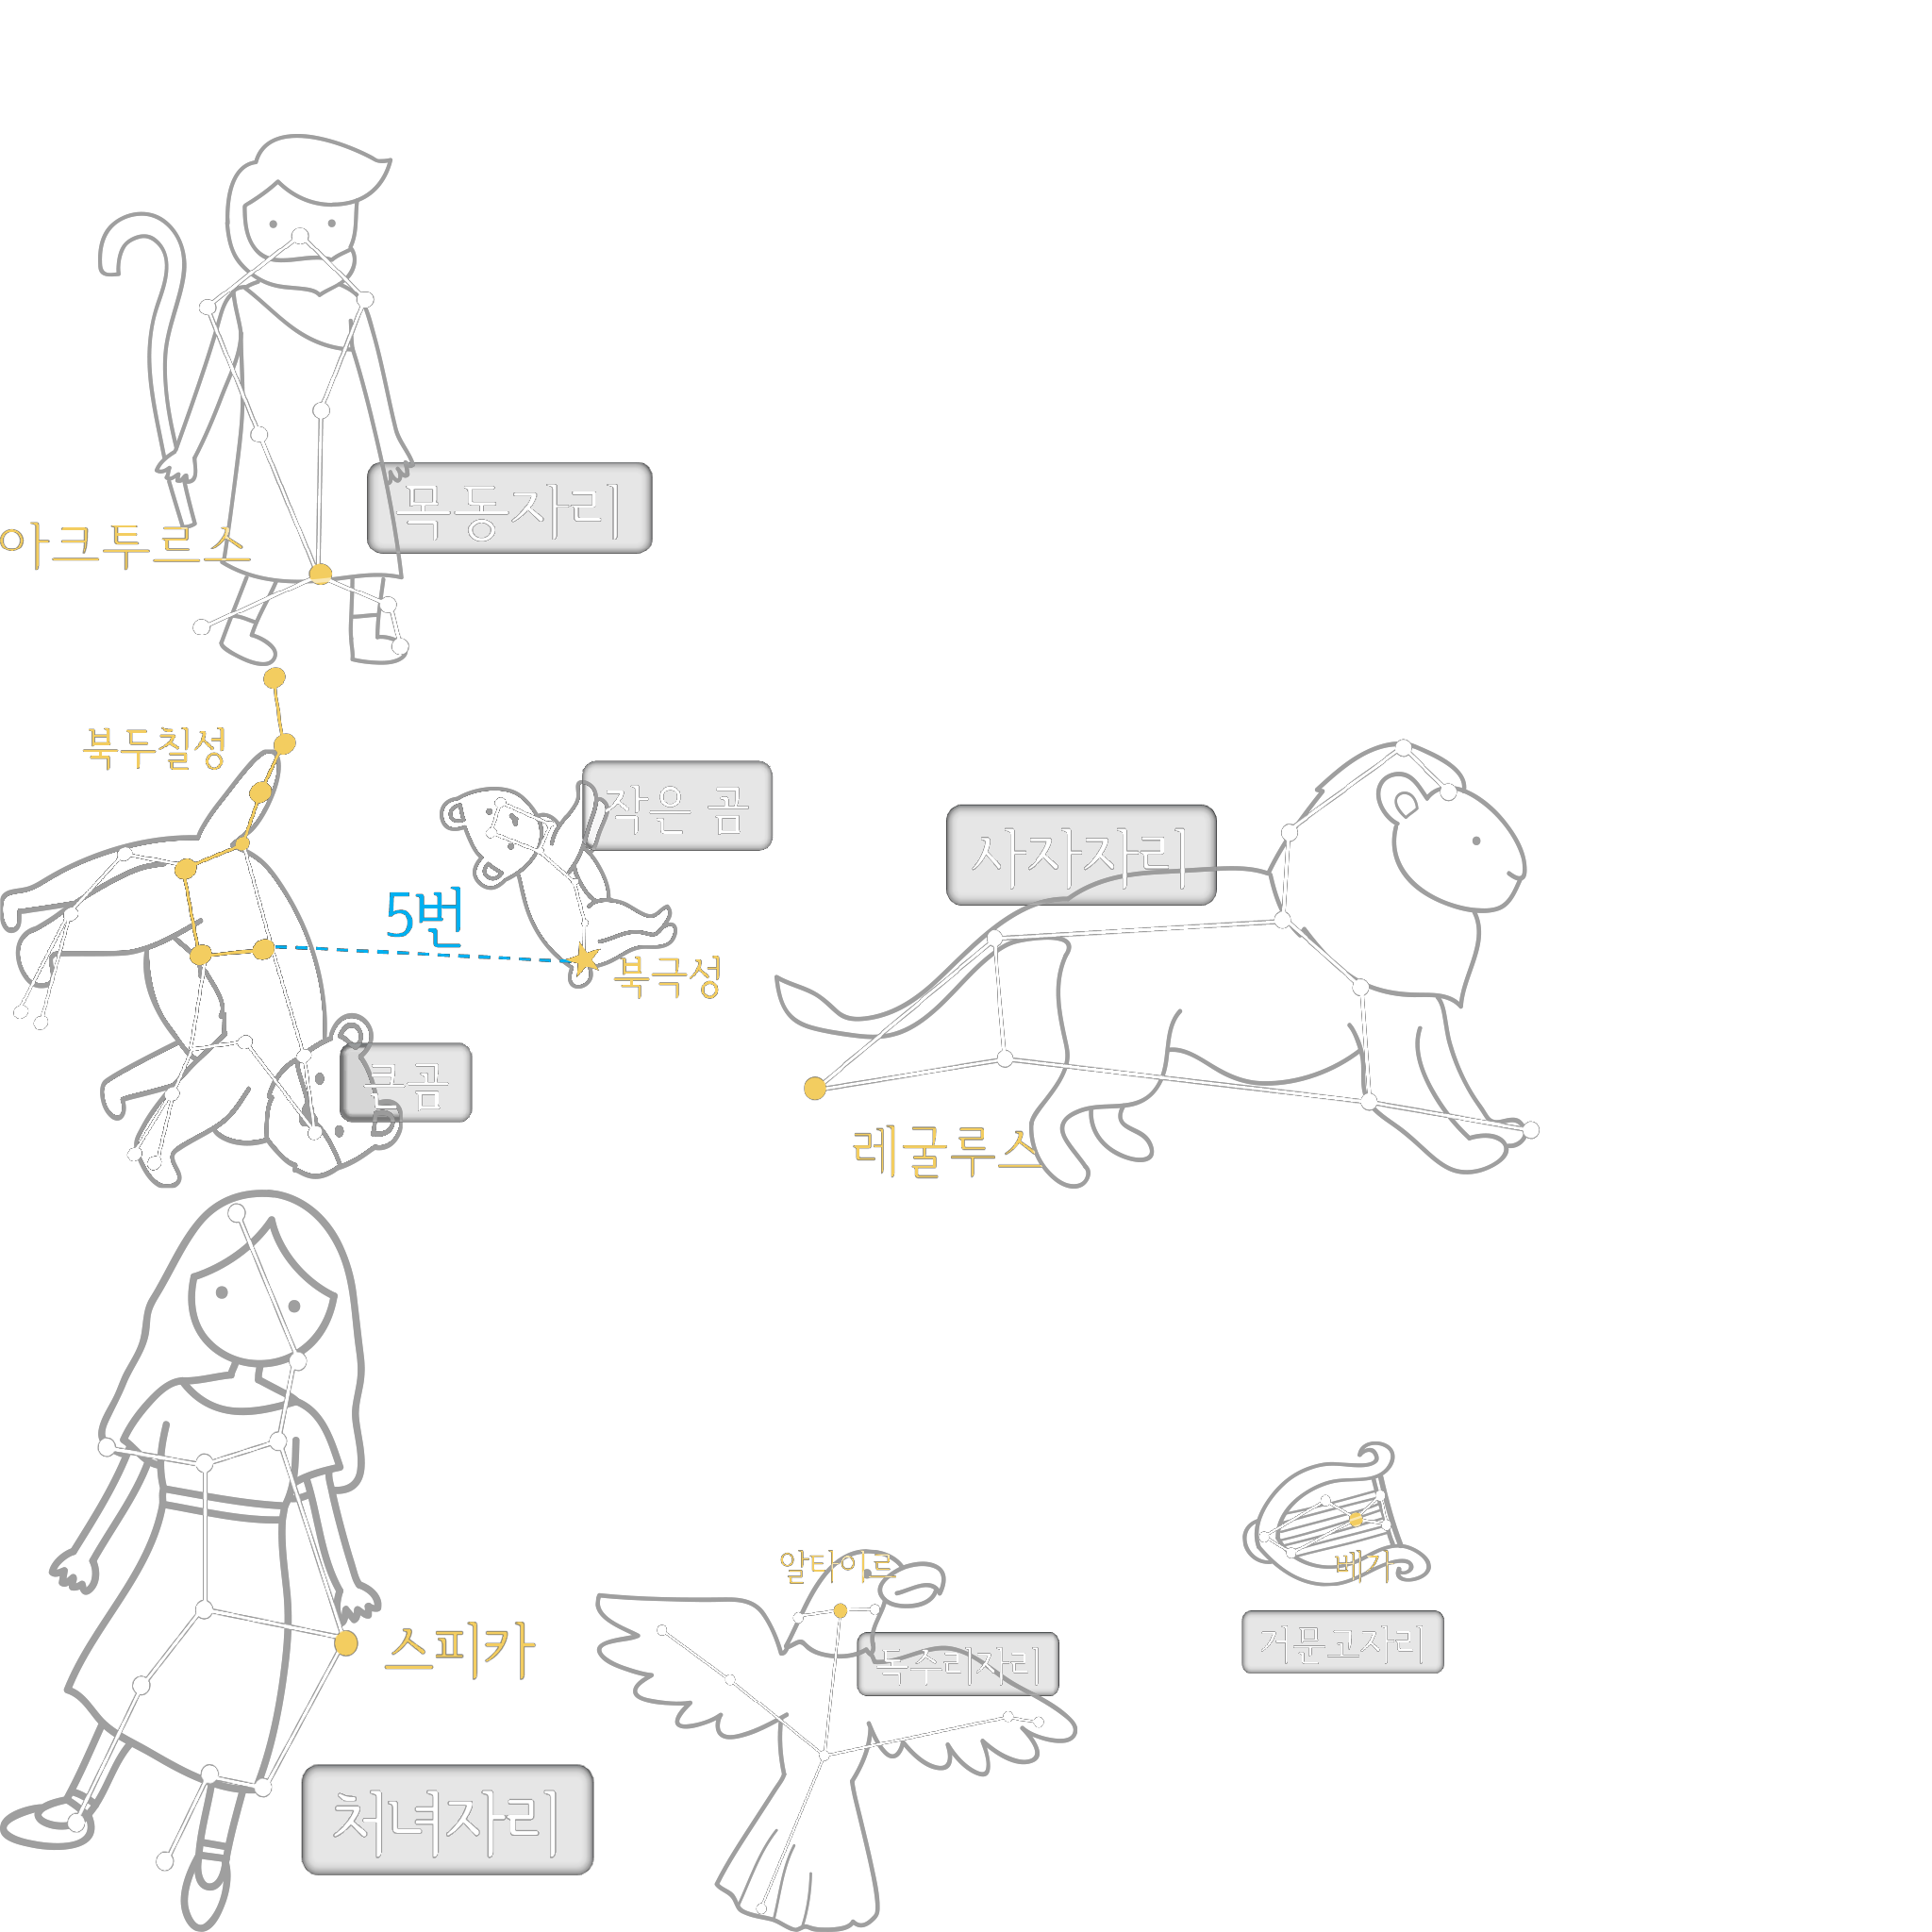 목동자리
아크투르스
북두칠성
작은 곰
5번
북극성
큰곰
사자자리
레굴루스
스피카
처녀자리
알타이르
독수리자리
베가
거문고자리